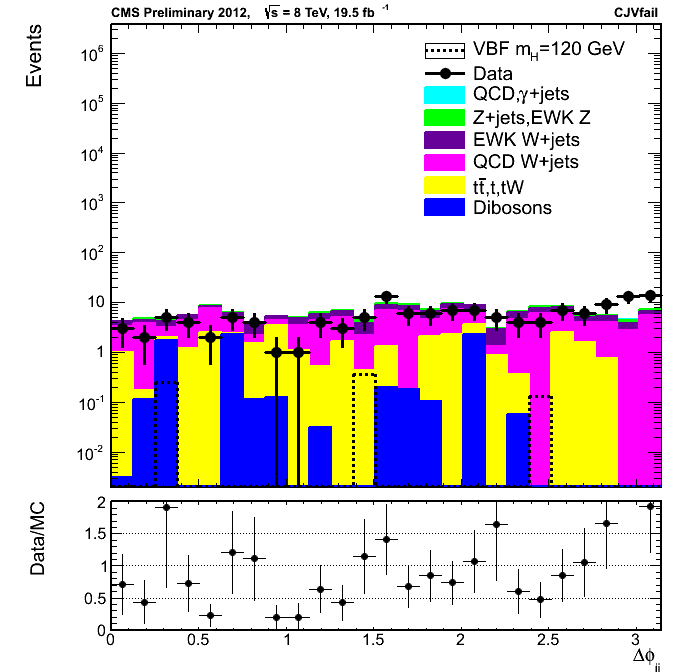 CMS Preliminary 2012, √s = 8 TeV, 19.5 fb⁻¹ CJVfail
Events
VBF m_H=120 GeV
Data
QCD,γ+jets
Z+jets,EWK Z
EWK W+jets
QCD W+jets
tt̄,t,tW
Dibosons
10⁶
10⁵
10⁴
10³
10²
10
1
10⁻¹
10⁻²
Data/MC
2
1.5
1
0.5
0
0 0.5 1 1.5 2 2.5 3
Δϕ_jj